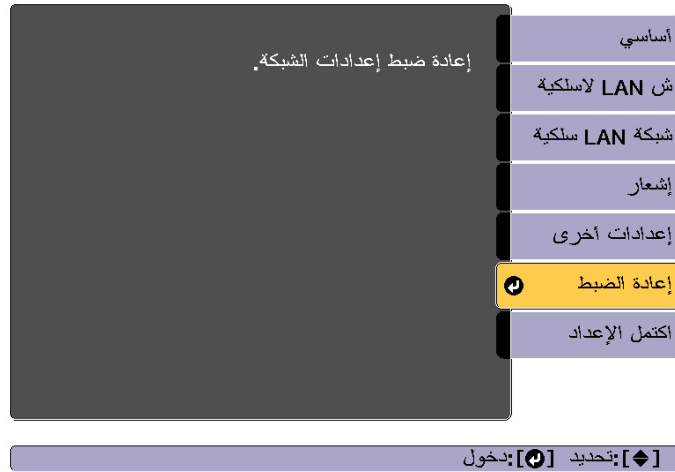 أساسي
ش LAN لاسلكية
شبكة LAN سلكية
إشعار
إعدادات أخرى
إعادة الضبط
اكتمل الإعداد
إعادة ضبط إعدادات الشبكة.
[◆]:تحديد [↵]:دخول